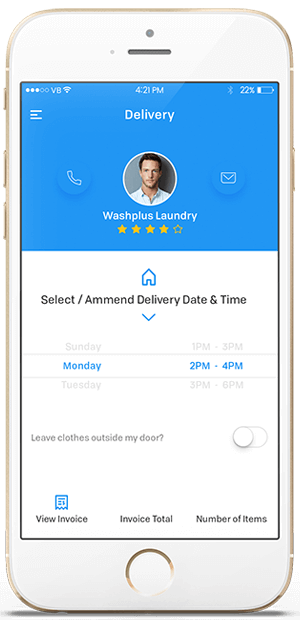 VB 4:21 PM 22%
Delivery
Washplus Laundry
Select / Ammend Delivery Date & Time
Sunday 1PM - 3PM
Monday 2PM - 4PM
Tuesday 3PM - 6PM
Leave clothes outside my door?
View Invoice Invoice Total Number of Items